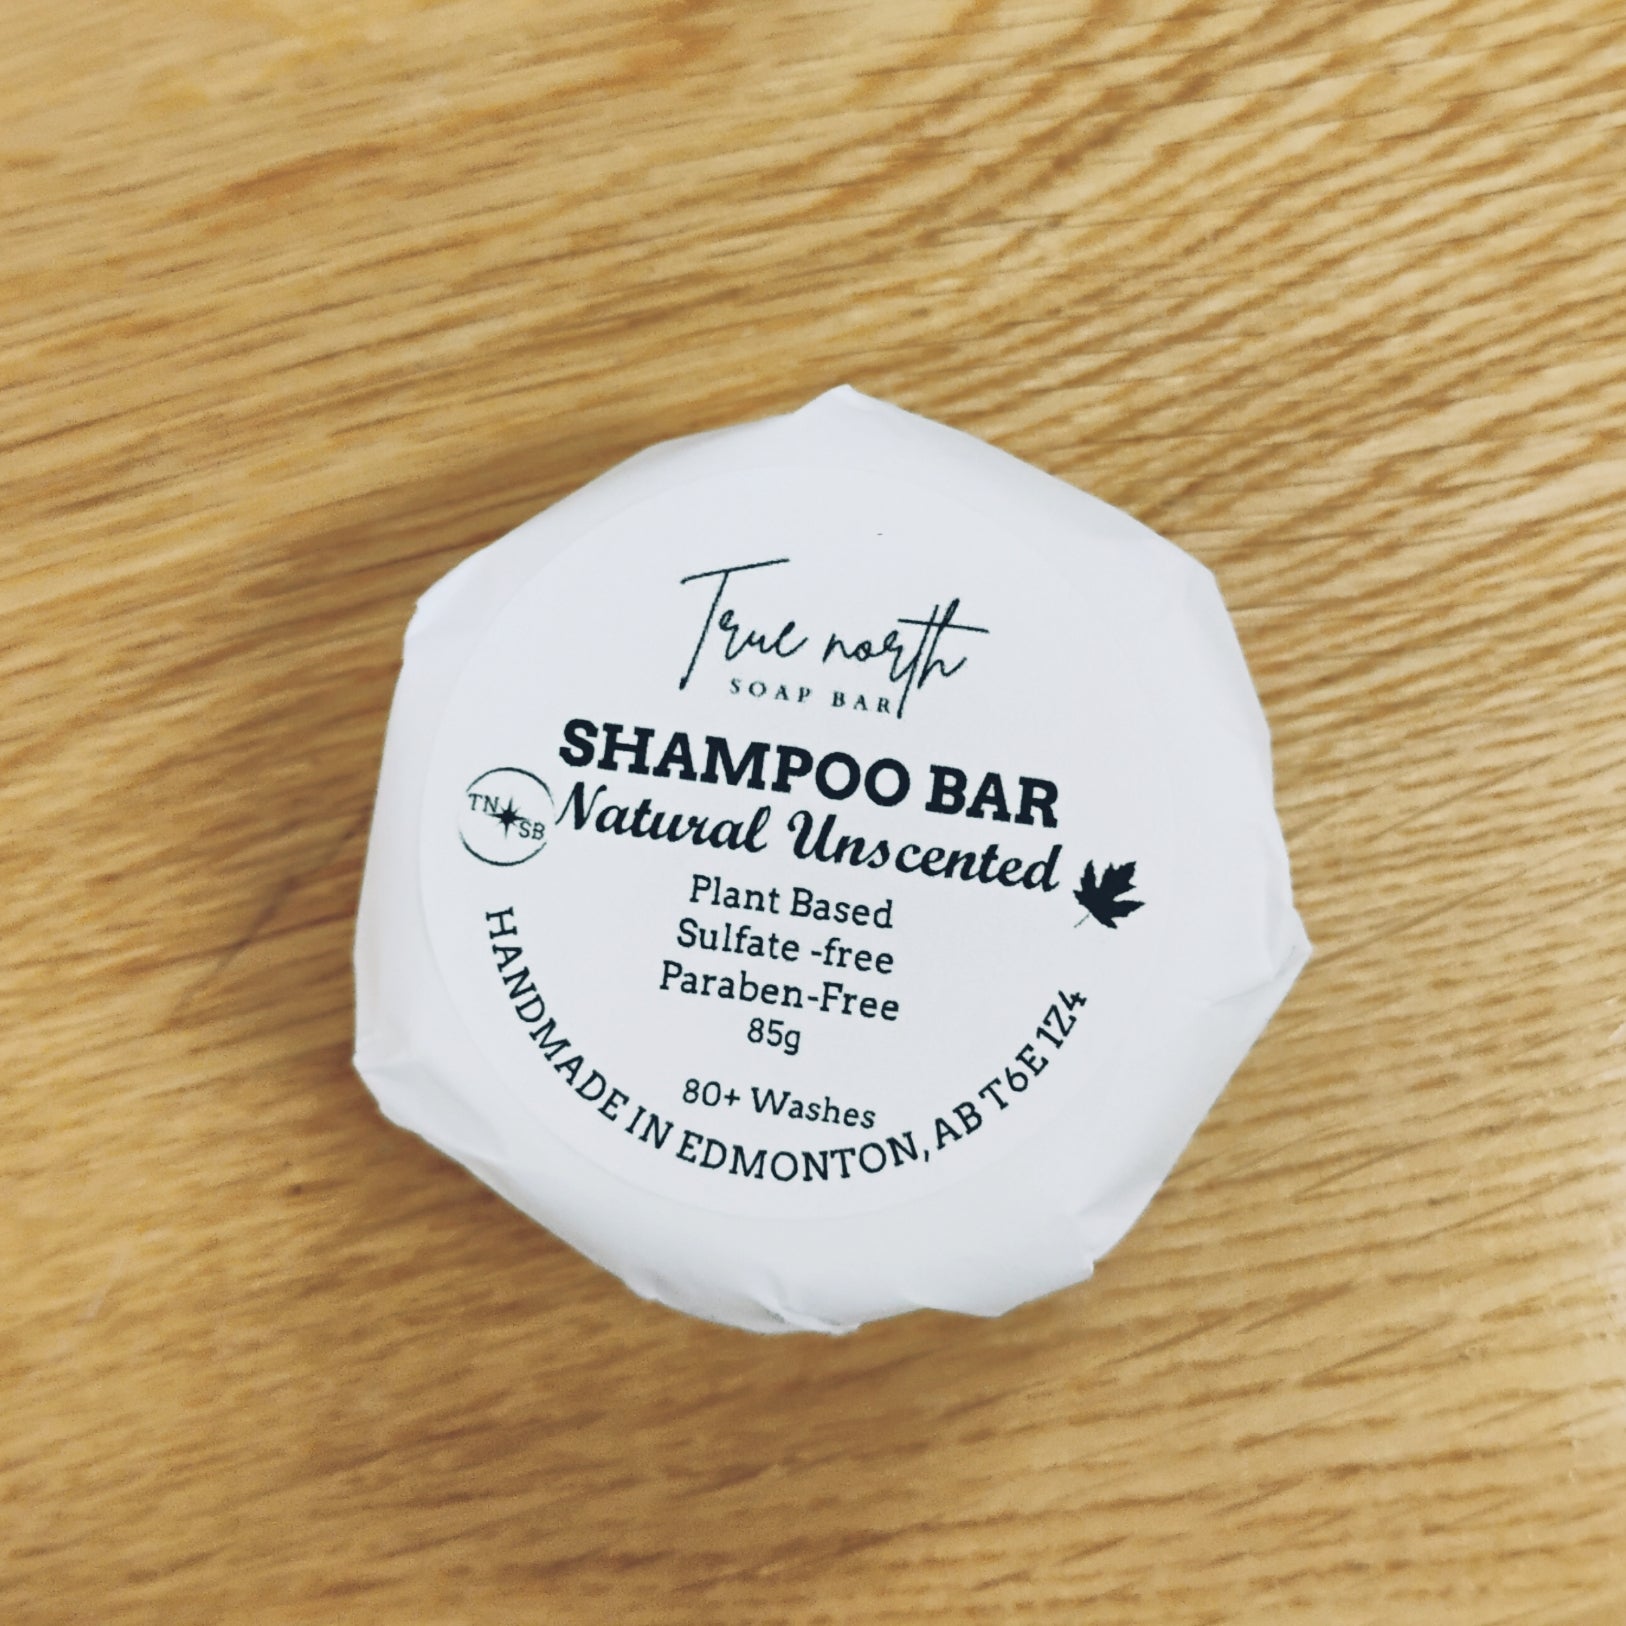 True north
SOAP BAR
SHAMPOO BAR
TN SB
Natural Unscented
Plant Based
Sulfate -free
Paraben-Free
85g
80+ Washes
HANDMADE IN EDMONTON, AB T6E 1Z4